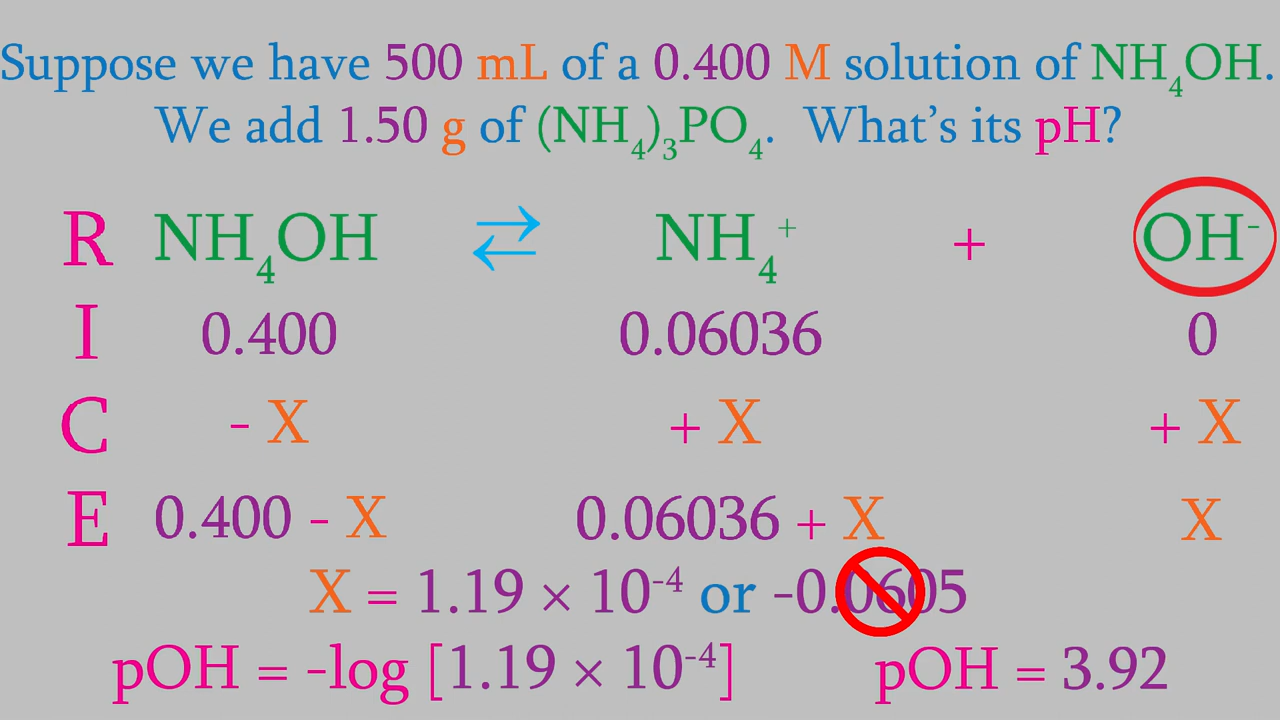 Suppose we have 500 mL of a 0.400 M solution of NH₄OH.
We add 1.50 g of (NH₄)₃PO₄. What's its pH?
R NH₄OH ⇄ NH₄⁺ + OH⁻
I 0.400 0.06036 0
C - X + X + X
E 0.400 - X 0.06036 + X X
X = 1.19 × 10⁻⁴ or -0.0605
pOH = -log [1.19 × 10⁻⁴] pOH = 3.92